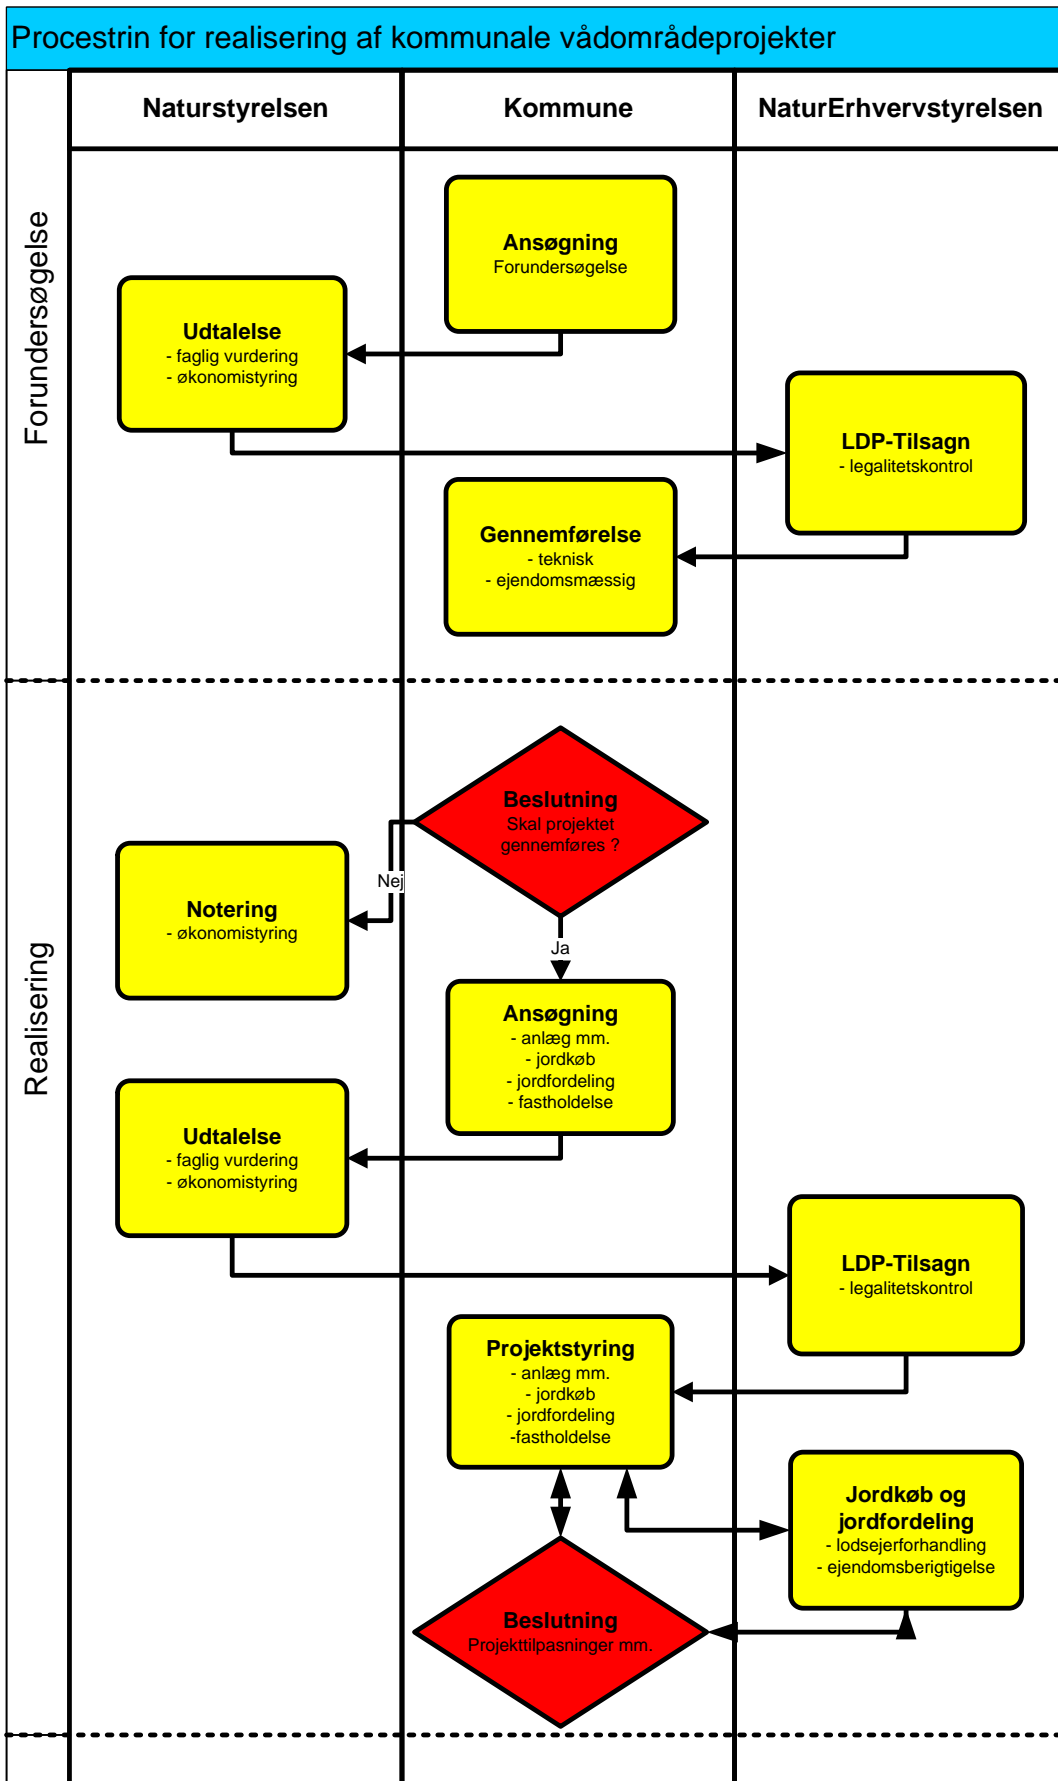 Procestrin for realisering af kommunale vådområdeprojekter
Naturstyrelsen
Kommune
NaturErhvervstyrelsen
Forundersøgelse
Ansøgning
Forundersøgelse
Udtalelse
- faglig vurdering
- økonomistyring
LDP-Tilsagn
- legalitetskontrol
Gennemførelse
- teknisk
- ejendomsmæssig
Realisering
Beslutning
Skal projektet
gennemføres ?
Nej
Notering
- økonomistyring
Ja
Ansøgning
- anlæg mm.
- jordkøb
- jordfordeling
- fastholdelse
Udtalelse
- faglig vurdering
- økonomistyring
LDP-Tilsagn
- legalitetskontrol
Projektstyring
- anlæg mm.
- jordkøb
- jordfordeling
-fastholdelse
Jordkøb og
jordfordeling
- lodsejerforhandling
- ejendomsberigtigelse
Beslutning
Projekttilpasninger mm.